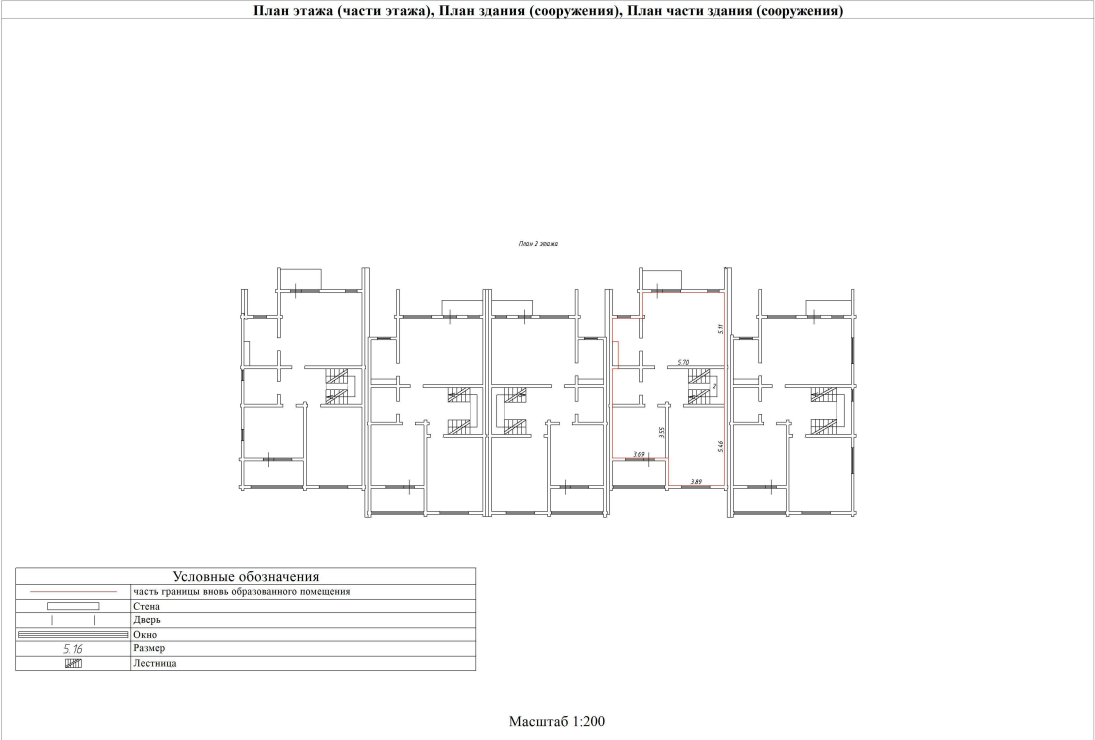 План этажа (части этажа), План здания (сооружения), План части здания (сооружения)
План 2 этажа
5.11
5.70
2
3.55
5.46
3.69
3.89
Условные обозначения
часть границы вновь образованного помещения
Стена
Дверь
Окно
5.16 Размер
Лестница
Масштаб 1:200